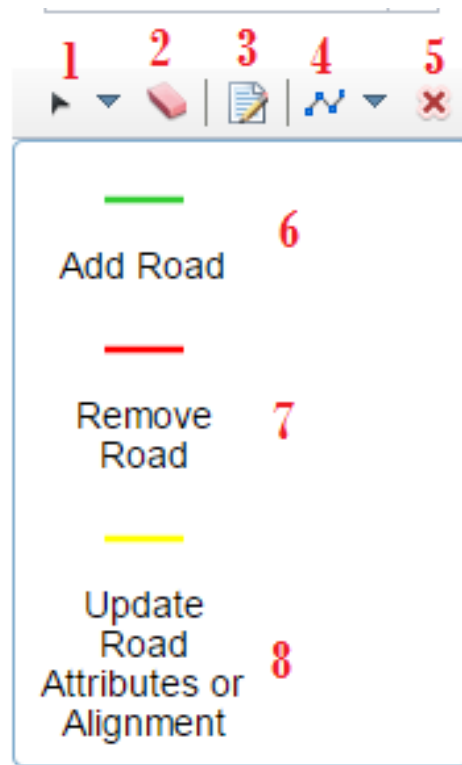 1 2 3 4 5
6
Add Road
Remove
Road
7
Update
Road
Attributes or
Alignment
8